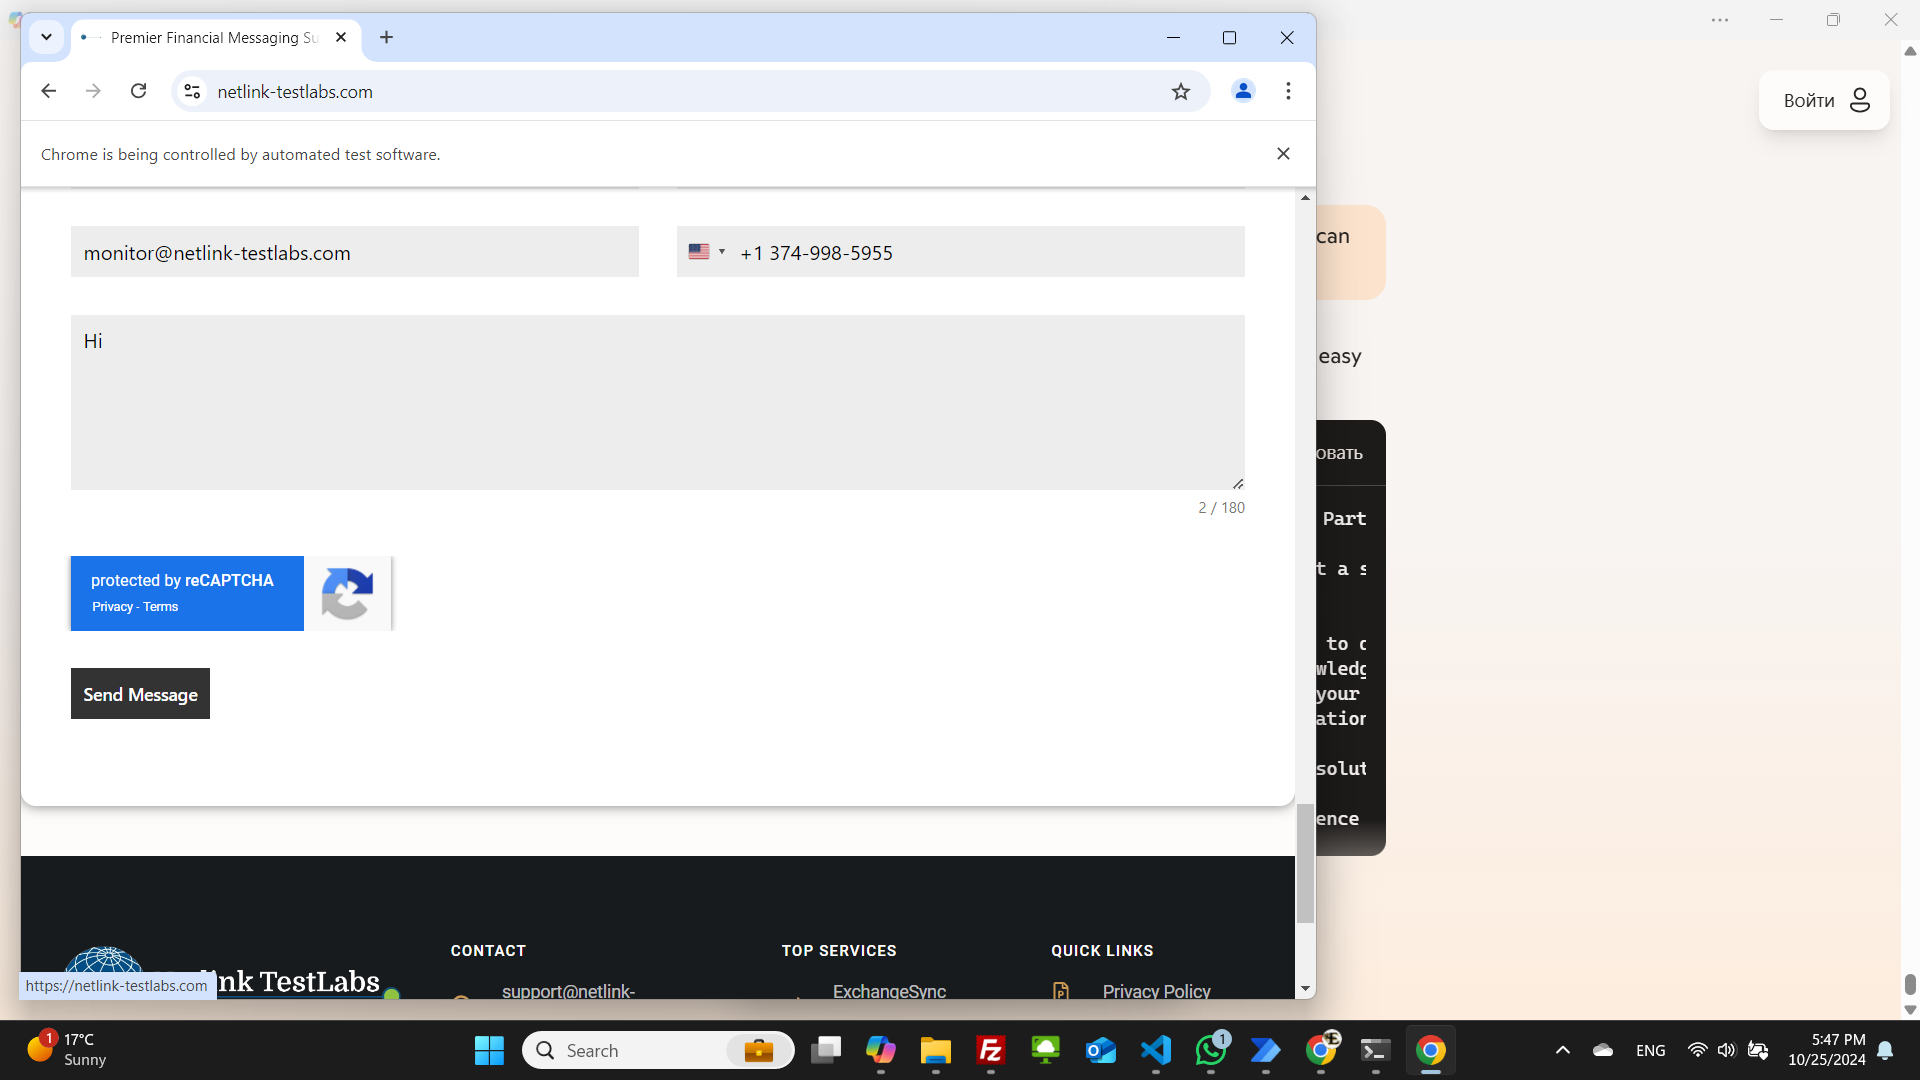 Premier Financial Messaging Su
netlink-testlabs.com
Chrome is being controlled by automated test software.
Войти
monitor@netlink-testlabs.com
+1 374-998-5955
Hi
2 / 180
protected by reCAPTCHA
Privacy - Terms
Send Message
can
easy
овать
Part
t a s
to
your
ation
solut
ence
CONTACT
TOP SERVICES
QUICK LINKS
nk TestLabs
support@netlink-
ExchangeSync
Privacy Policy
https://netlink-testlabs.com
1
17°C
Sunny
Search
1
ENG
5:47 PM
10/25/2024